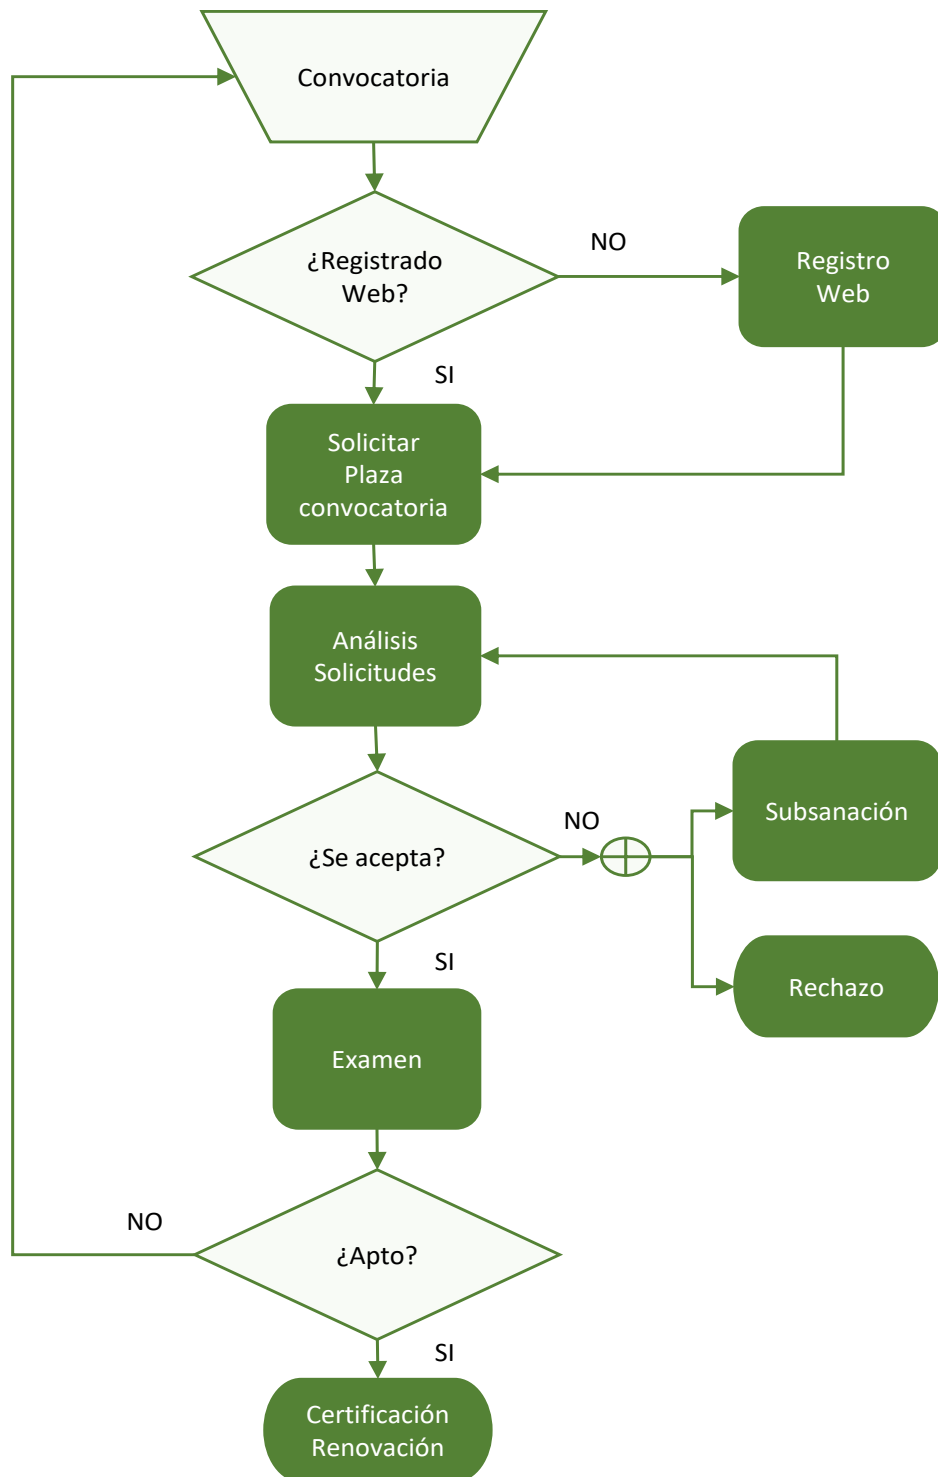 Convocatoria
¿Registrado
Web?
NO
Registro
Web
SI
Solicitar
Plaza
convocatoria
Análisis
Solicitudes
¿Se acepta?
NO
Subsanación
Rechazo
SI
Examen
NO
¿Apto?
SI
Certificación
Renovación